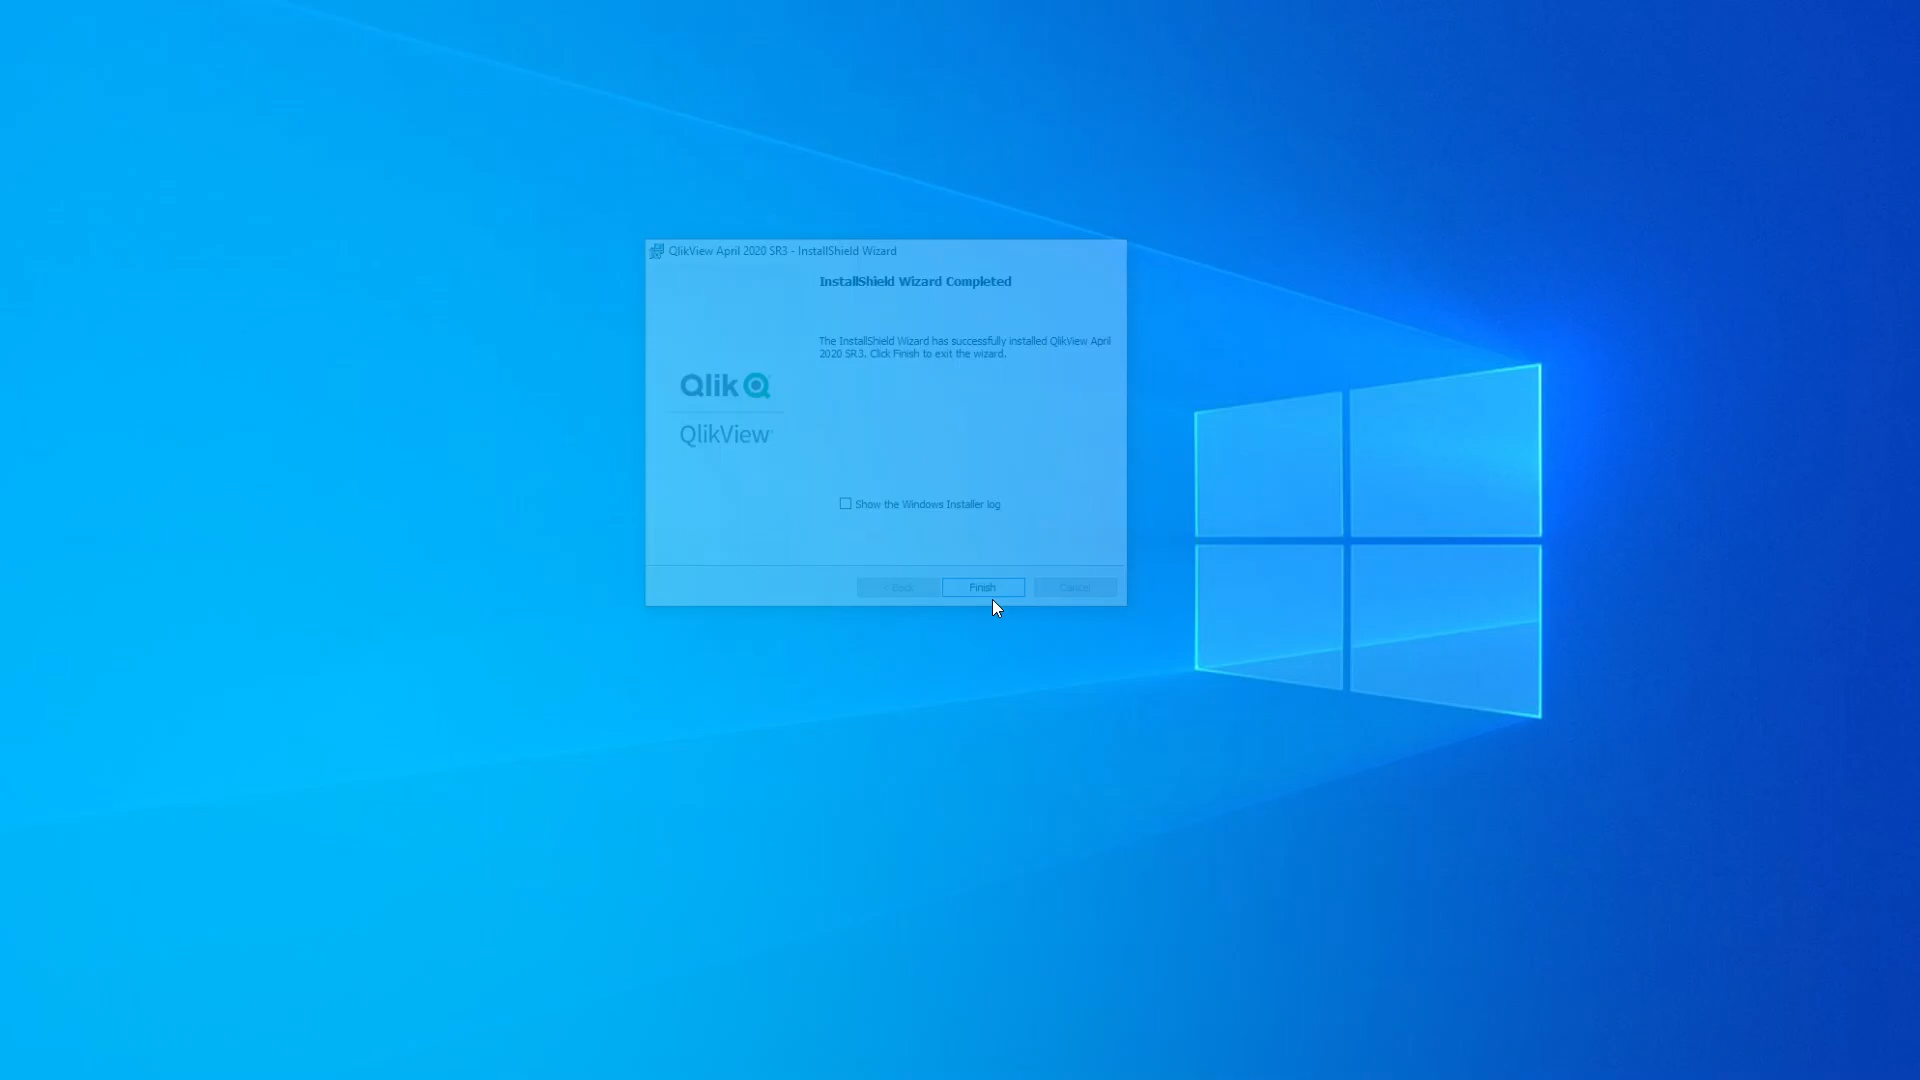 QlikView April 2020 SR3 - InstallShield Wizard
InstallShield Wizard Completed
The InstallShield Wizard has successfully installed QlikView April
2020 SR3. Click Finish to exit the wizard.
Qlik
QlikView
Show the Windows Installer log
< Back
Finish
Cancel